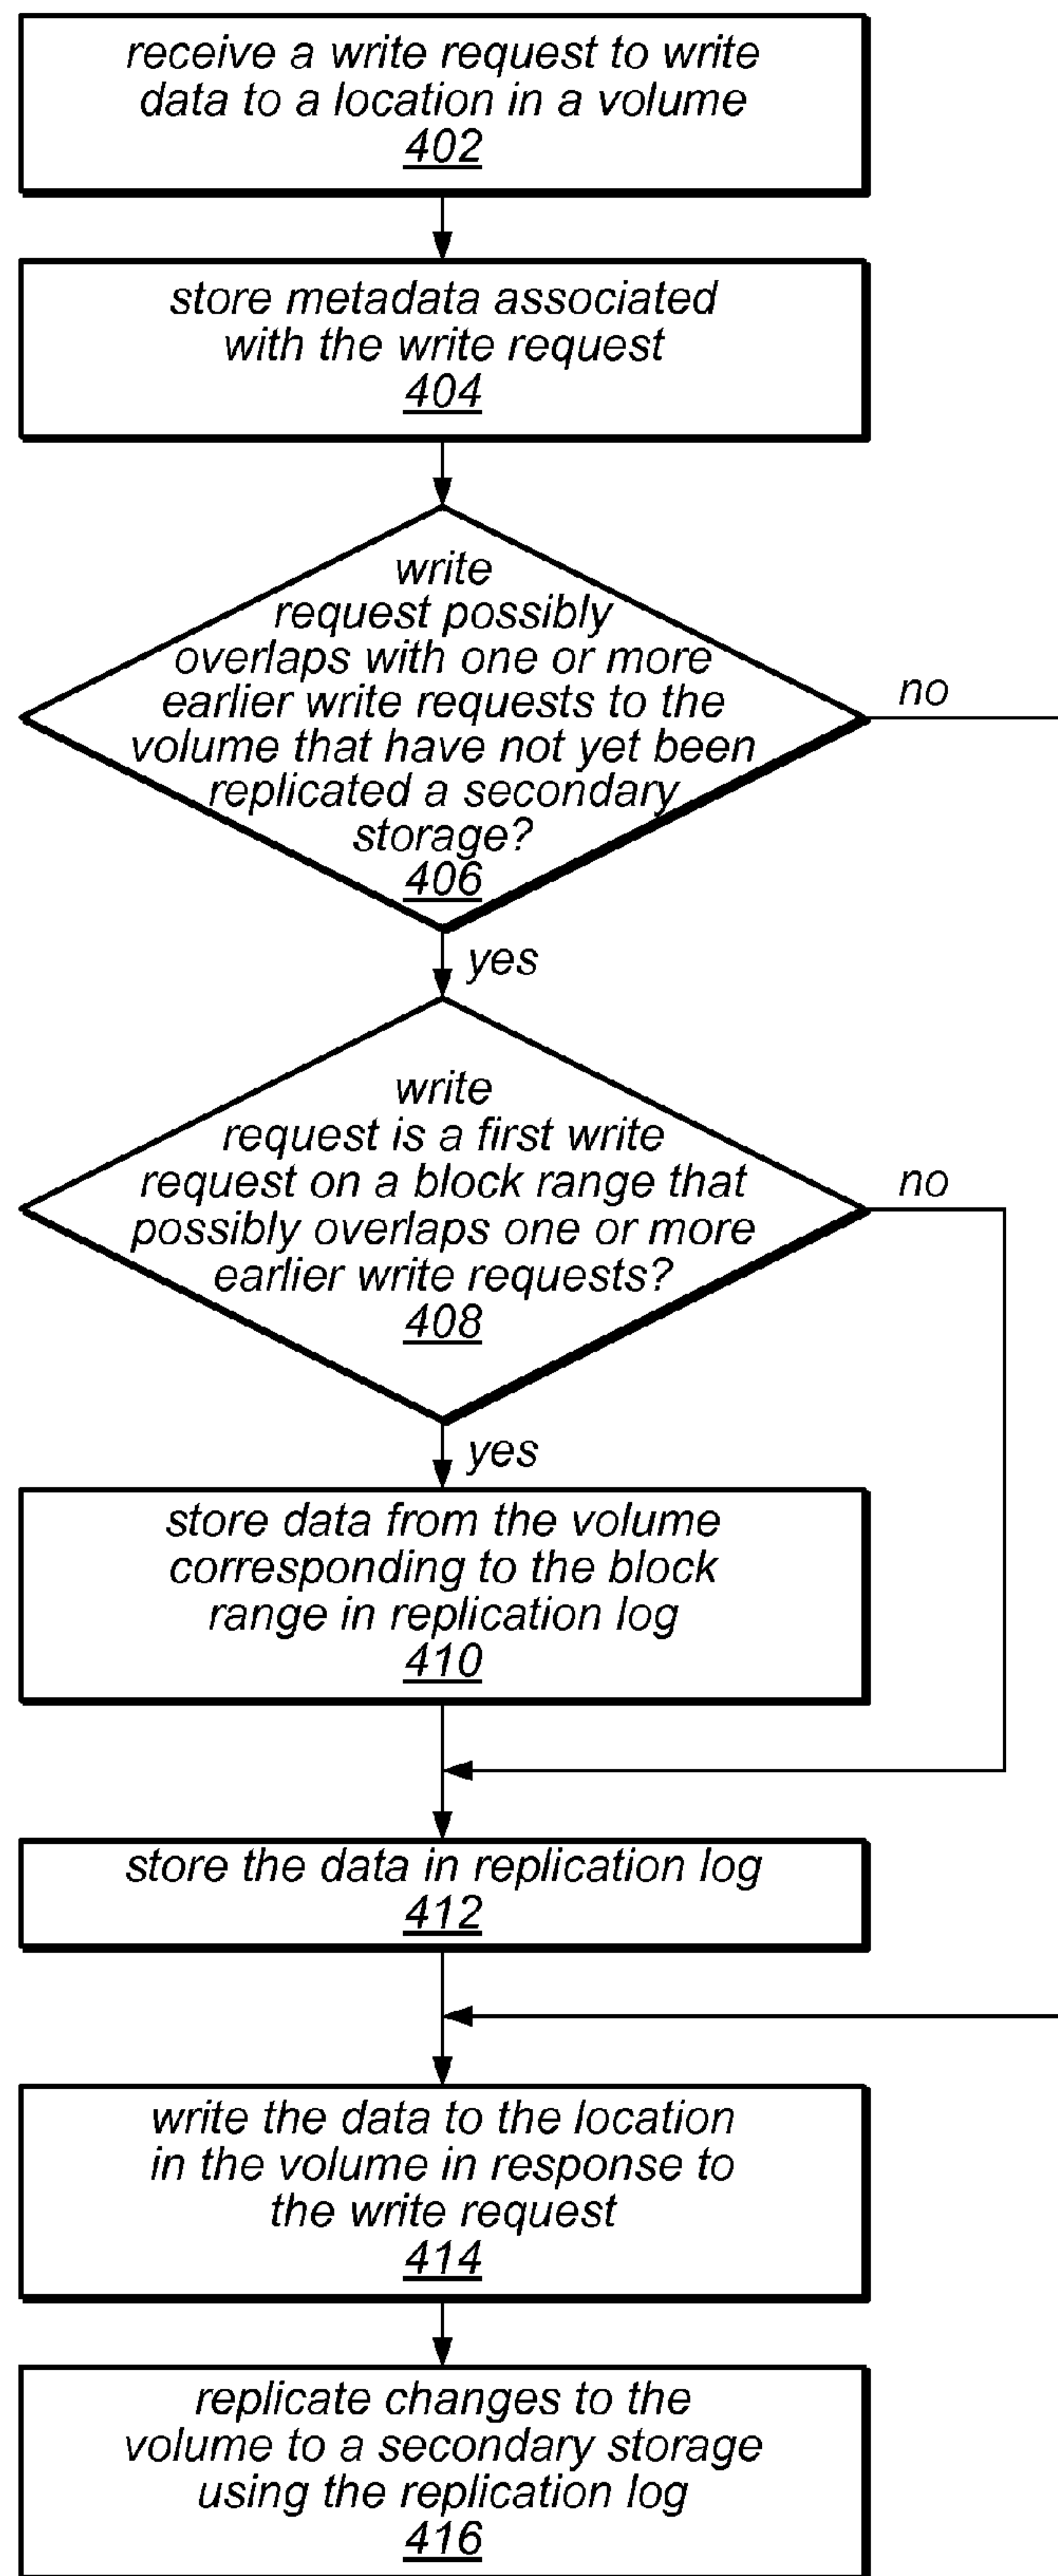 receive a write request to write
data to a location in a volume
402
store metadata associated
with the write request
404
write
request possibly
overlaps with one or more
earlier write requests to the
volume that have not yet been
replicated a secondary
storage?
406
no
yes
write
request is a first write
request on a block range that
possibly overlaps one or more
earlier write requests?
408
no
yes
store data from the volume
corresponding to the block
range in replication log
410
store the data in replication log
412
write the data to the location
in the volume in response to
the write request
414
replicate changes to the
volume to a secondary storage
using the replication log
416